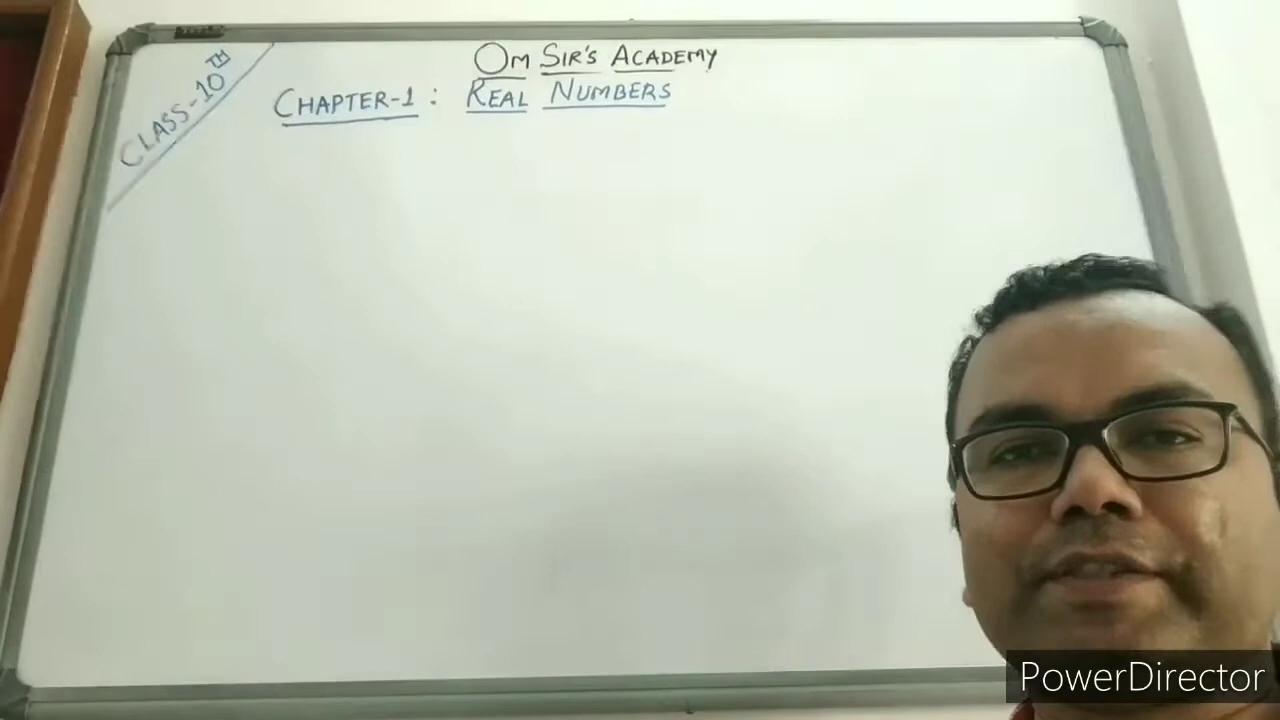 OM SIR'S ACADEMY
CLASS-10TH
CHAPTER-1: REAL NUMBERS
PowerDirector